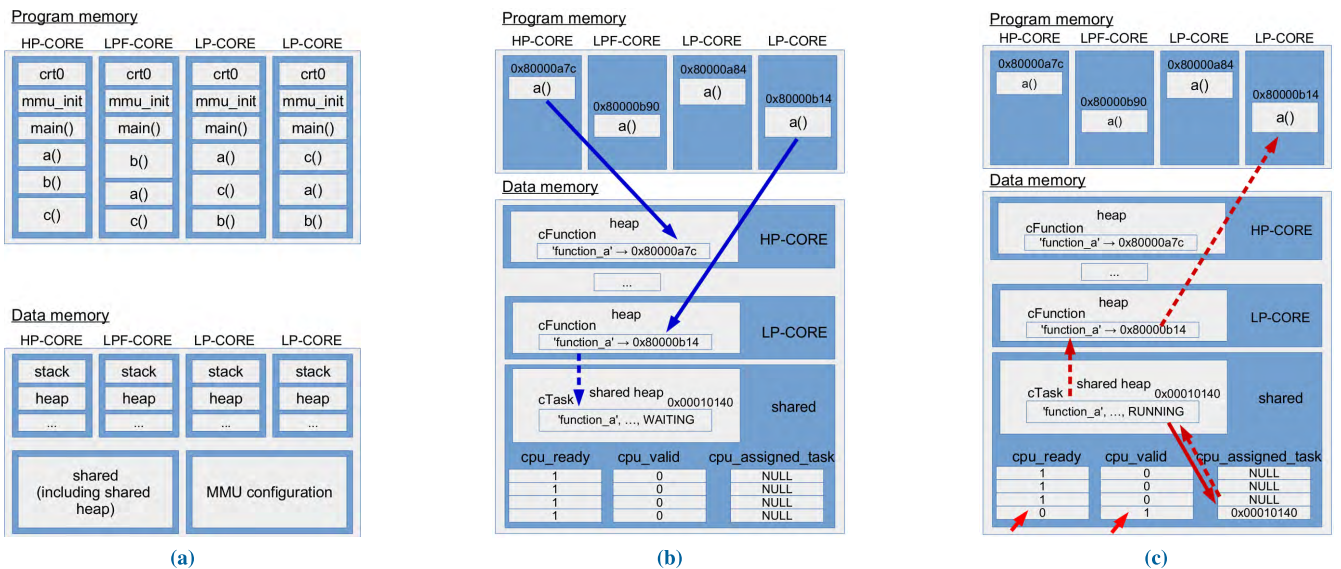 Program memory
HP-CORE LPF-CORE LP-CORE LP-CORE
crt0 crt0 crt0 crt0
mmu_init mmu_init mmu_init mmu_init
main() main() main() main()
a() b() a() c()
b() a() c() a()
c() c() b() b()
Data memory
HP-CORE LPF-CORE LP-CORE LP-CORE
stack stack stack stack
heap heap heap heap
... ... ... ...
shared
(including shared
heap)
MMU configuration
(a)
Program memory
HP-CORE LPF-CORE LP-CORE LP-CORE
0x80000a7c
a()
0x80000b90
a()
0x80000a84
a()
0x80000b14
a()
Data memory
heap
cFunction
'function_a' → 0x80000a7c
HP-CORE
...
heap
cFunction
'function_a' → 0x80000b14
LP-CORE
shared heap
cTask 0x00010140
'function_a', ..., WAITING
shared
cpu_ready cpu_valid cpu_assigned_task
1 0 NULL
1 0 NULL
1 0 NULL
1 0 NULL
(b)
Program memory
HP-CORE LPF-CORE LP-CORE LP-CORE
0x80000a7c
a()
0x80000b90
a()
0x80000a84
a()
0x80000b14
a()
Data memory
heap
cFunction
'function_a' → 0x80000a7c
HP-CORE
...
heap
cFunction
'function_a' → 0x80000b14
LP-CORE
shared heap
cTask 0x00010140
'function_a', ..., RUNNING
shared
cpu_ready cpu_valid cpu_assigned_task
1 0 NULL
1 0 NULL
1 0 NULL
0 1 0x00010140
(c)